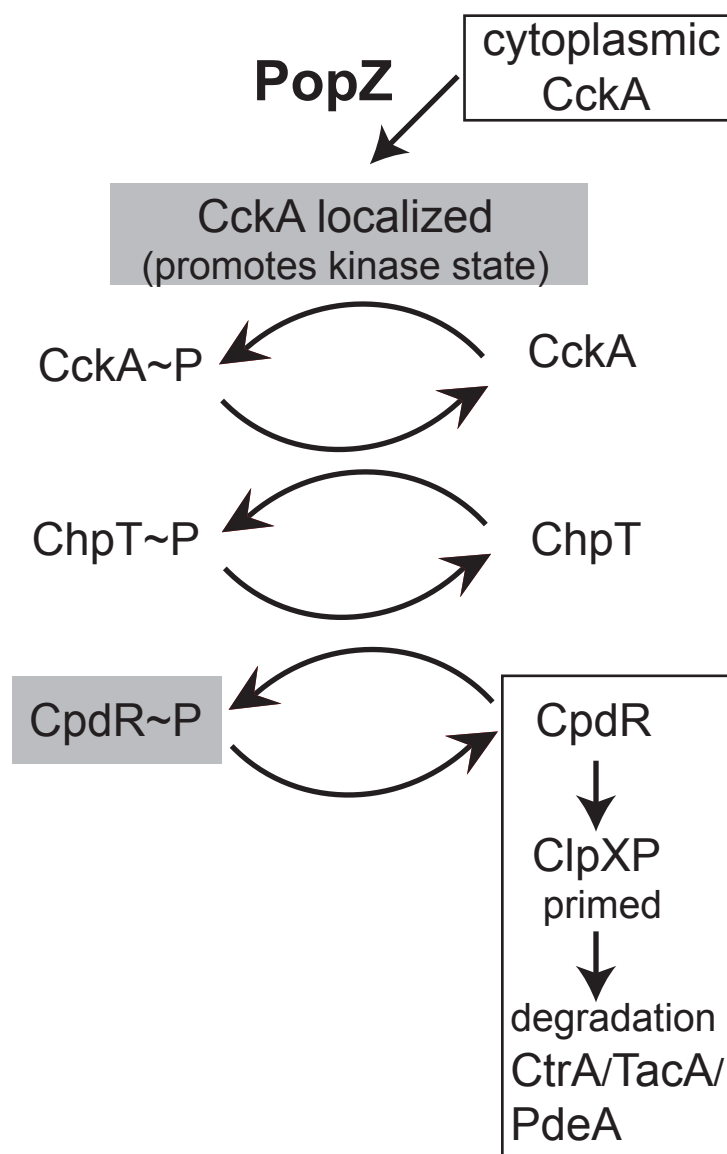 cytoplasmic
CckA
PopZ
CckA localized
(promotes kinase state)
CckA~P
CckA
ChpT~P
ChpT
CpdR~P
CpdR
ClpXP
primed
degradation
CtrA/TacA/
PdeA